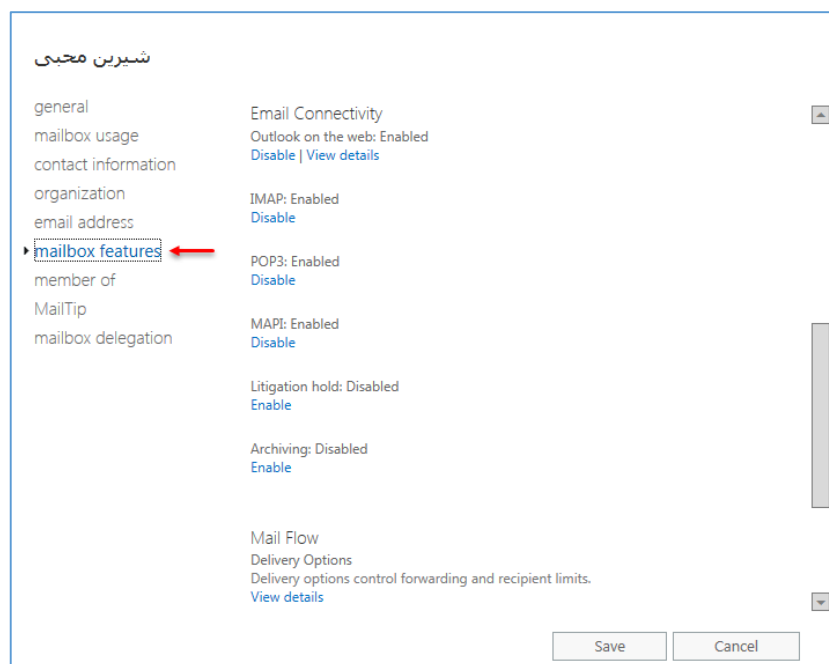 شیرین محبی
general
mailbox usage
contact information
organization
email address
mailbox features
member of
MailTip
mailbox delegation
Email Connectivity
Outlook on the web: Enabled
Disable | View details
IMAP: Enabled
Disable
POP3: Enabled
Disable
MAPI: Enabled
Disable
Litigation hold: Disabled
Enable
Archiving: Disabled
Enable
Mail Flow
Delivery Options
Delivery options control forwarding and recipient limits.
View details
Save
Cancel